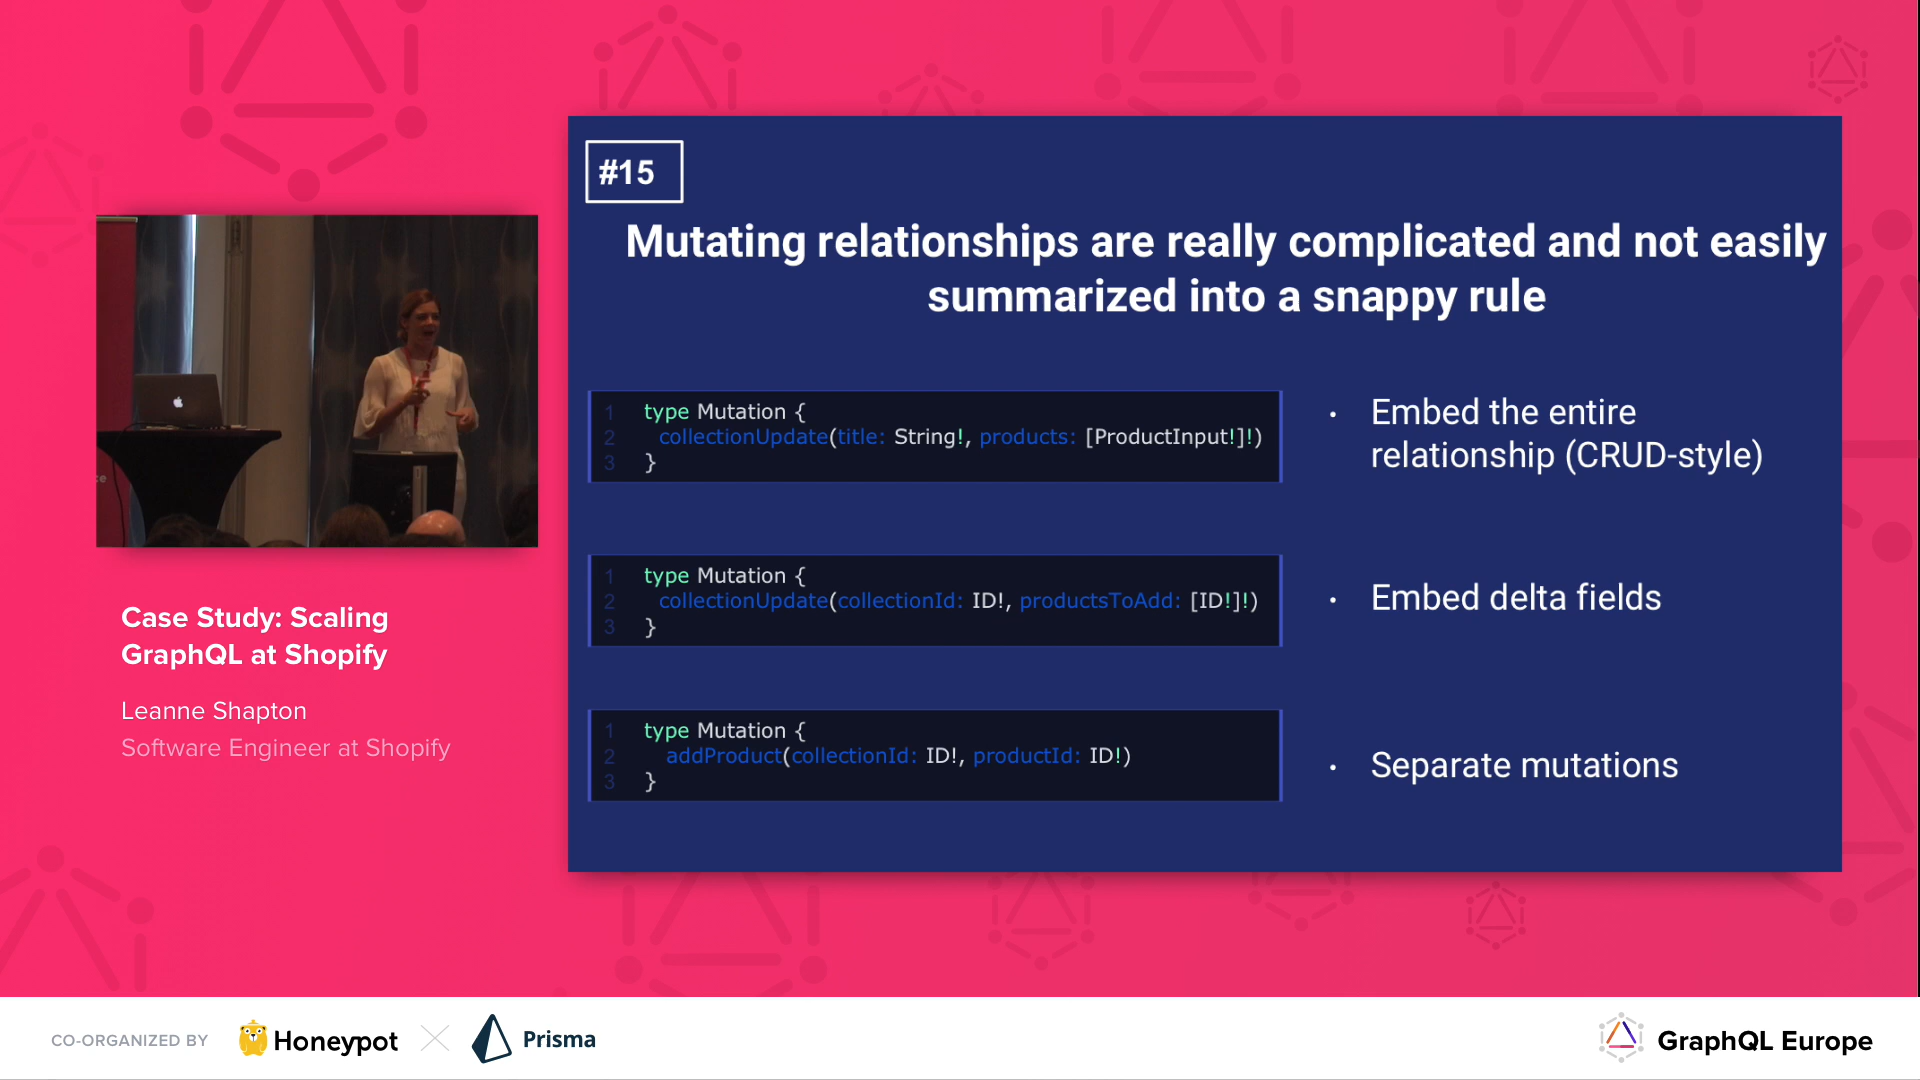 #15
Mutating relationships are really complicated and not easily
summarized into a snappy rule
1 type Mutation {
2 collectionUpdate(title: String!, products: [ProductInput!]!)
3 }
• Embed the entire
relationship (CRUD-style)
1 type Mutation {
2 collectionUpdate(collectionId: ID!, productsToAdd: [ID!]!)
3 }
• Embed delta fields
1 type Mutation {
2 addProduct(collectionId: ID!, productId: ID!)
3 }
• Separate mutations
Case Study: Scaling
GraphQL at Shopify
Leanne Shapton
Software Engineer at Shopify
CO-ORGANIZED BY
Honeypot
Prisma
GraphQL Europe